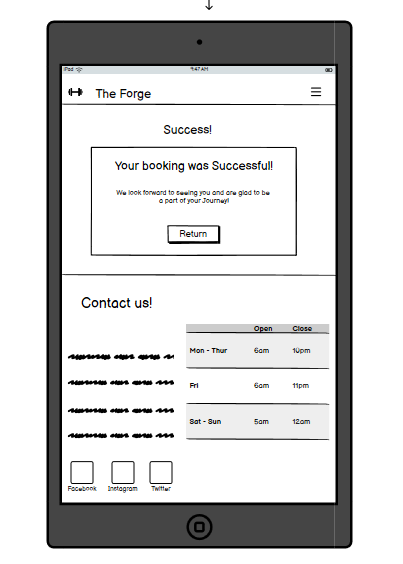 iPad 9:47 AM
The Forge
Success!
Your booking was Successful!
We look forward to seeing you and are glad to be
a part of your Journey!
Return
Contact us!
Open Close
Mon - Thur 6am 10pm
Fri 6am 11pm
Sat - Sun 5am 12am
Facebook Instagram Twitter